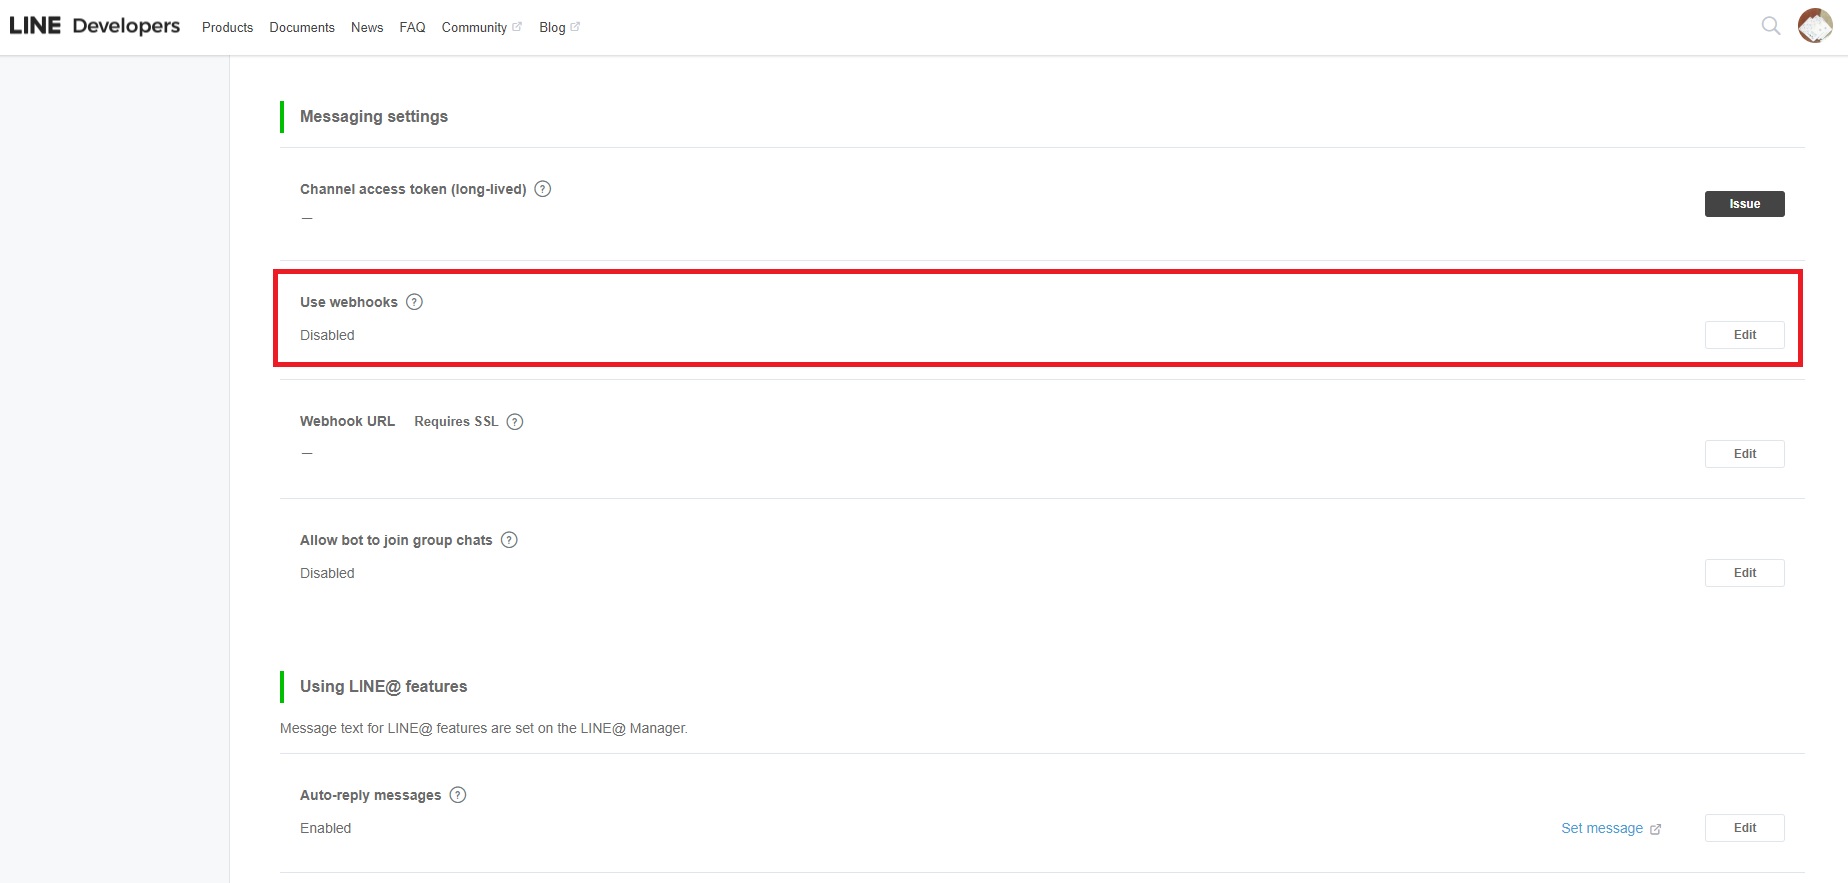 LINE Developers Products Documents News FAQ Community Blog
Messaging settings
Channel access token (long-lived) ?
—
Issue
Use webhooks ?
Disabled
Edit
Webhook URL Requires SSL ?
—
Edit
Allow bot to join group chats ?
Disabled
Edit
Using LINE@ features
Message text for LINE@ features are set on the LINE@ Manager.
Auto-reply messages ?
Enabled
Set message
Edit